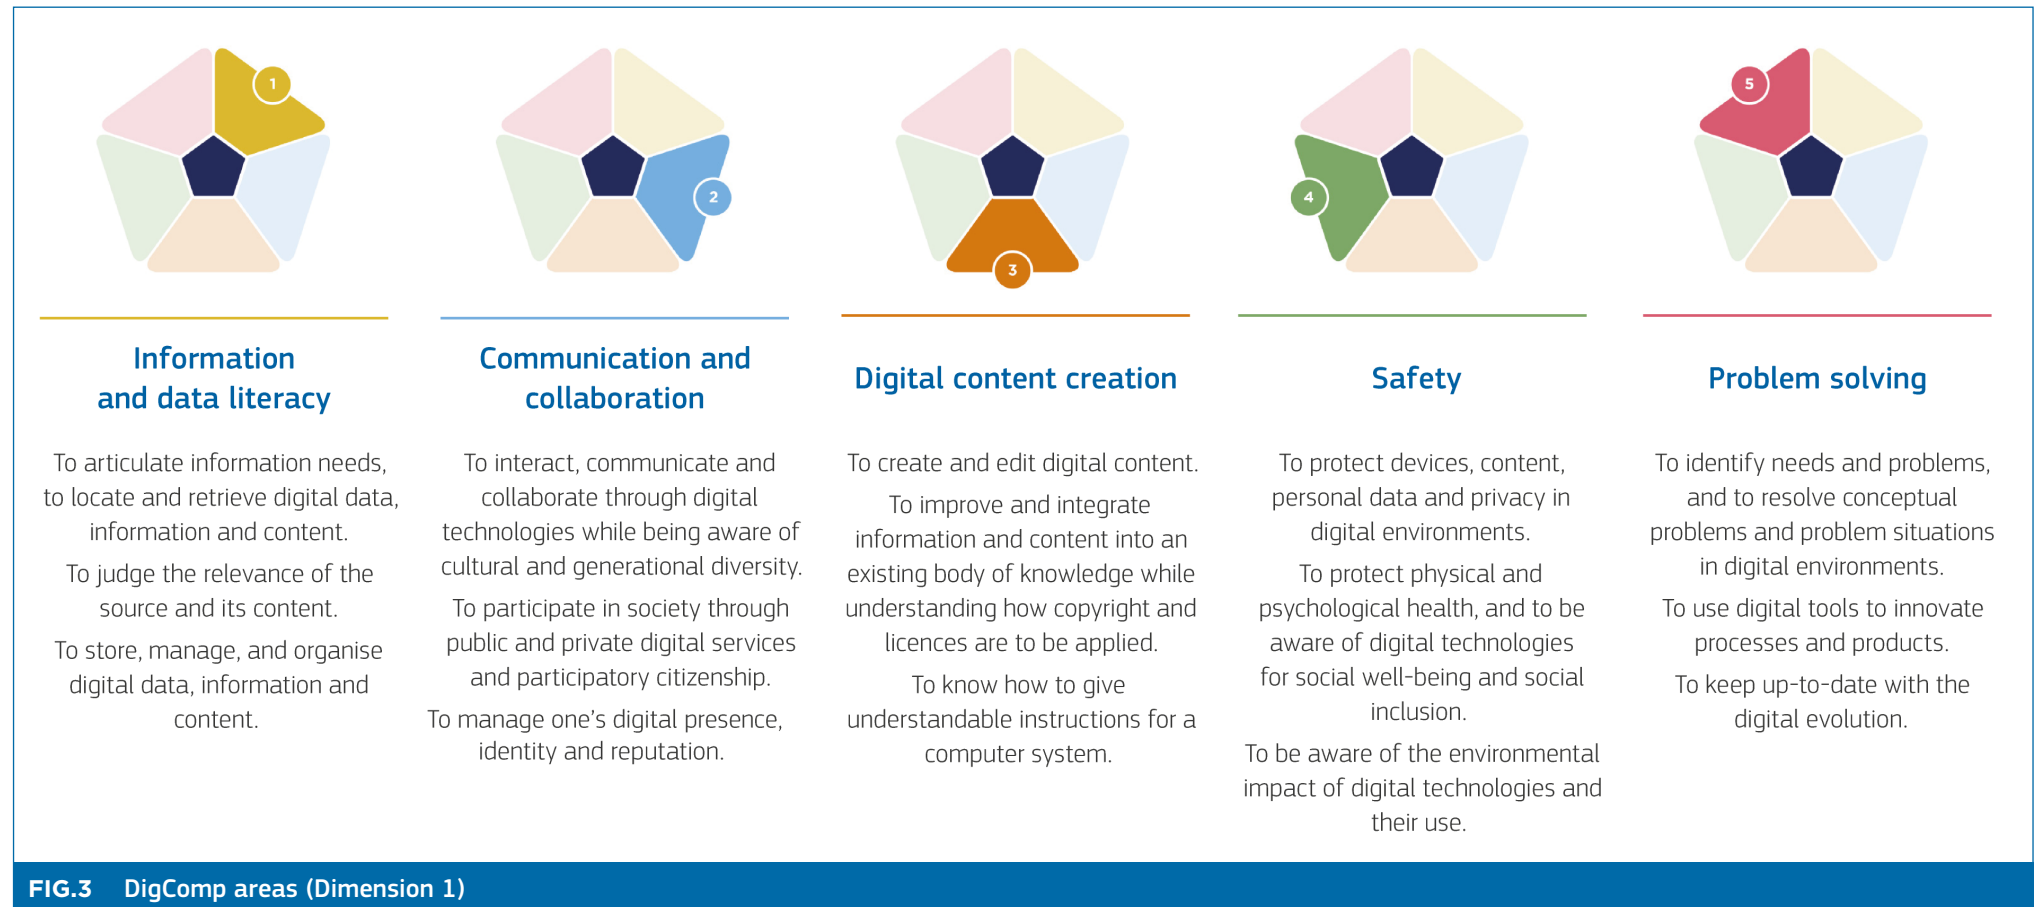 1
2
3
4
5
Information
and data literacy
To articulate information needs,
to locate and retrieve digital data,
information and content.
To judge the relevance of the
source and its content.
To store, manage, and organise
digital data, information and
content.
Communication and
collaboration
To interact, communicate and
collaborate through digital
technologies while being aware of
cultural and generational diversity.
To participate in society through
public and private digital services
and participatory citizenship.
To manage one’s digital presence,
identity and reputation.
Digital content creation
To create and edit digital content.
To improve and integrate
information and content into an
existing body of knowledge while
understanding how copyright and
licences are to be applied.
To know how to give
understandable instructions for a
computer system.
Safety
To protect devices, content,
personal data and privacy in
digital environments.
To protect physical and
psychological health, and to be
aware of digital technologies
for social well-being and social
inclusion.
To be aware of the environmental
impact of digital technologies and
their use.
Problem solving
To identify needs and problems,
and to resolve conceptual
problems and problem situations
in digital environments.
To use digital tools to innovate
processes and products.
To keep up-to-date with the
digital evolution.
FIG.3 DigComp areas (Dimension 1)